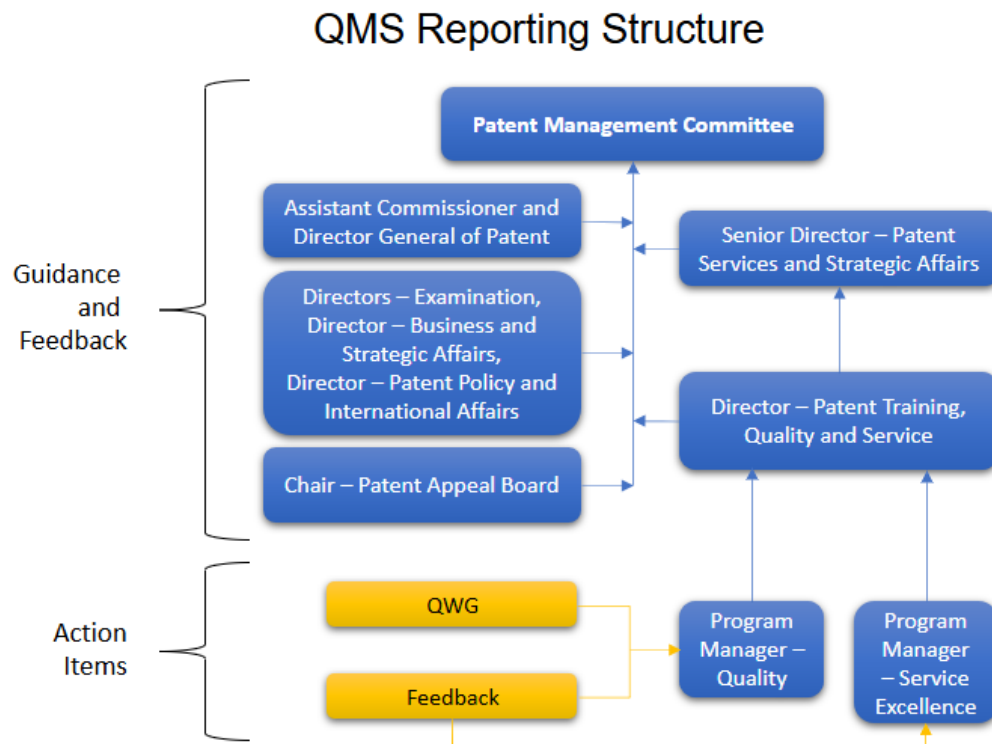 QMS Reporting Structure
Patent Management Committee
Assistant Commissioner and
Director General of Patent
Senior Director – Patent
Services and Strategic Affairs
Guidance
and
Feedback
Directors – Examination,
Director – Business and
Strategic Affairs,
Director – Patent Policy and
International Affairs
Director – Patent Training,
Quality and Service
Chair – Patent Appeal Board
Action
Items
QWG
Feedback
Program
Manager –
Quality
Program
Manager
– Service
Excellence